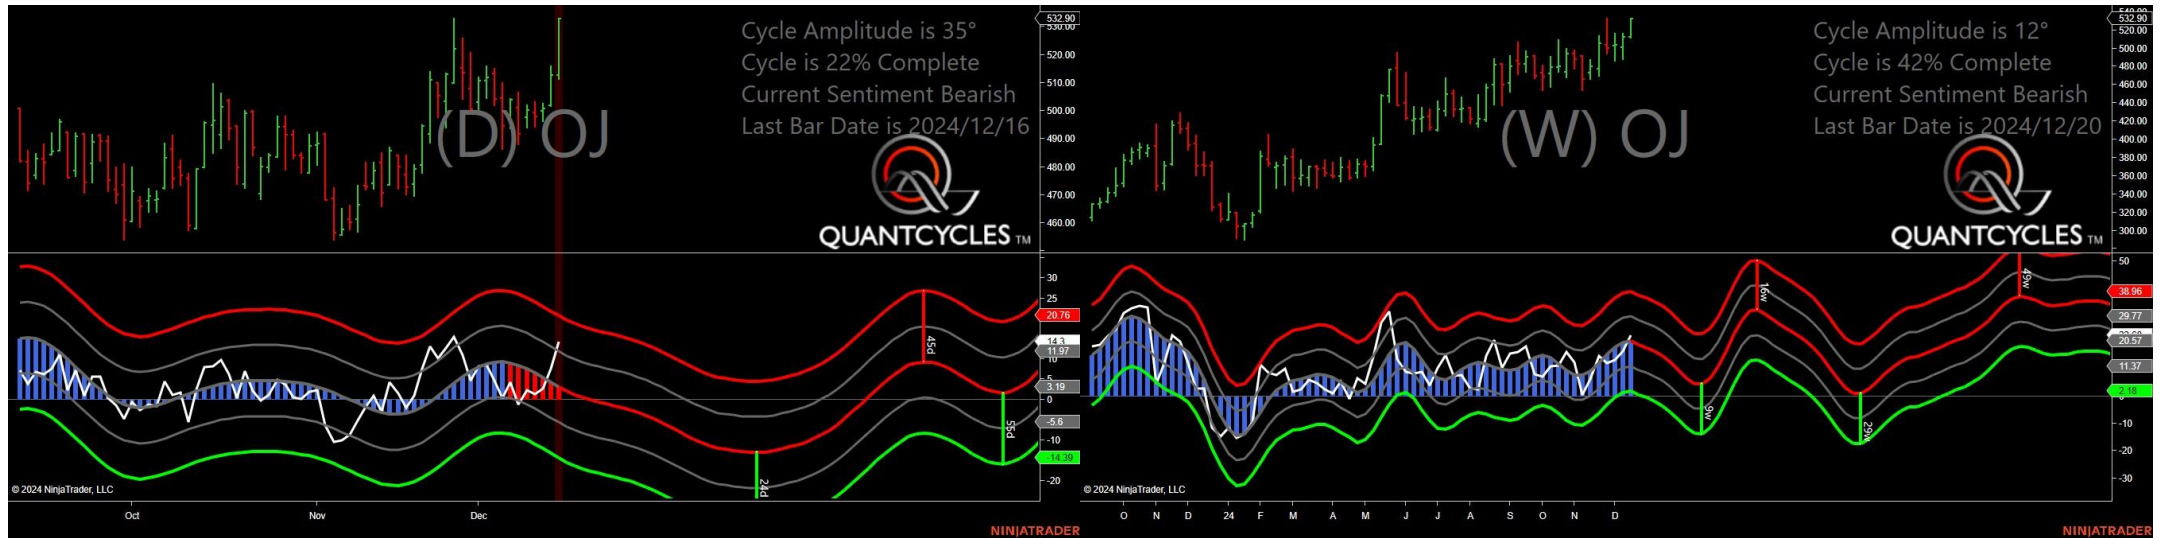 532.90
530.00
520.00
510.00
500.00
490.00
480.00
470.00
460.00
Cycle Amplitude is 35°
Cycle is 22% Complete
Current Sentiment Bearish
Last Bar Date is 2024/12/16
(D) OJ
QUANTCYCLES TM
30
25
20.76
14.3
11.97
10
5
3.19
0
-5.6
-10
-14.39
-20
24d
45d
55d
© 2024 NinjaTrader, LLC
Oct Nov Dec
NINJATRADER
540.00
532.90
520.00
500.00
480.00
460.00
440.00
420.00
400.00
380.00
360.00
340.00
320.00
300.00
Cycle Amplitude is 12°
Cycle is 42% Complete
Current Sentiment Bearish
Last Bar Date is 2024/12/20
(W) OJ
QUANTCYCLES TM
50
38.96
29.77
20.57
11.37
2.18
-10
-20
-30
9w
16w
29w
49w
© 2024 NinjaTrader, LLC
O N D 24 F M A M J J A S O N D
NINJATRADER